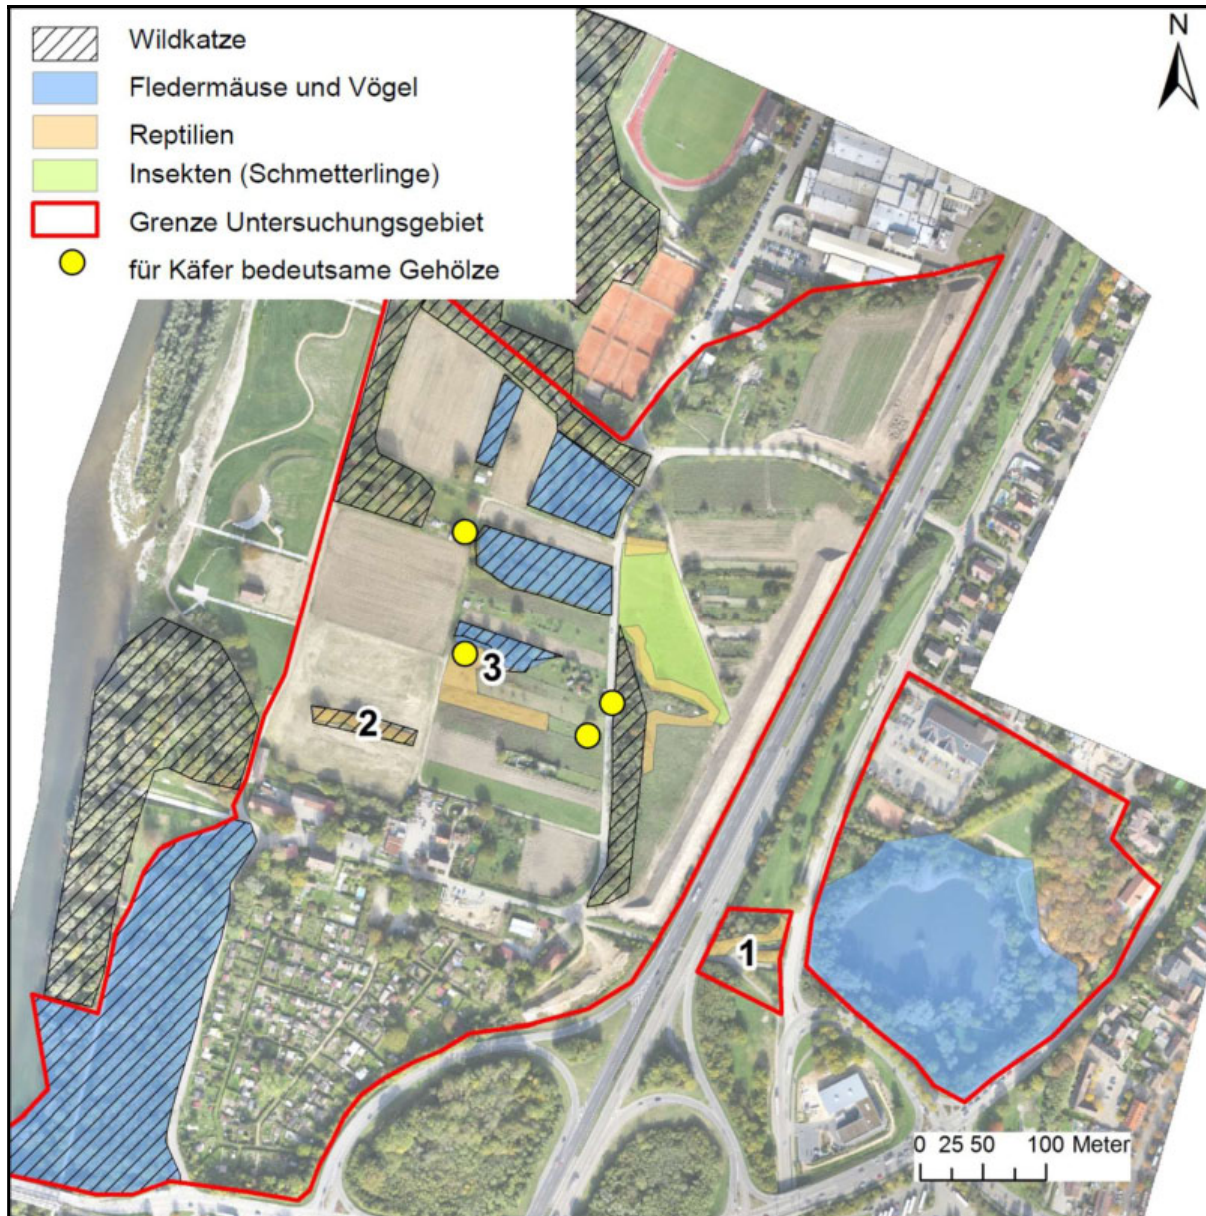 Wildkatze
Fledermäuse und Vögel
Reptilien
Insekten (Schmetterlinge)
Grenze Untersuchungsgebiet
für Käfer bedeutsame Gehölze
N
3
2
1
0 25 50 100 Meter